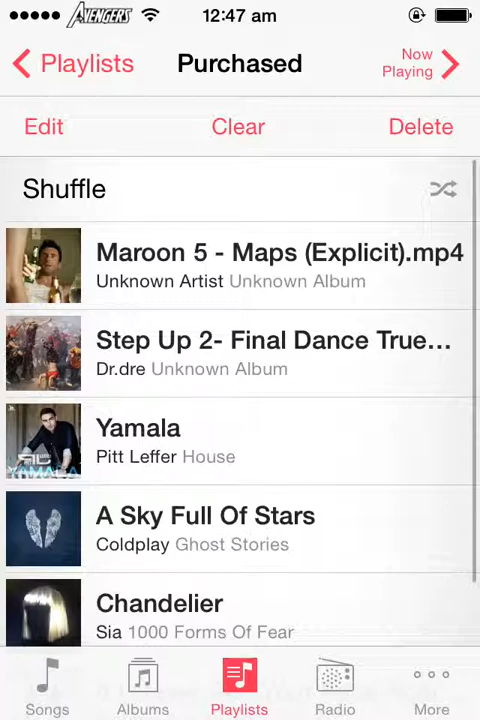 AVENGERS 12:47 am
Playlists Purchased Now Playing
Edit Clear Delete
Shuffle
Maroon 5 - Maps (Explicit).mp4
Unknown Artist Unknown Album
Step Up 2- Final Dance True...
Dr.dre Unknown Album
Yamala
Pitt Leffer House
YAMALA
A Sky Full Of Stars
Coldplay Ghost Stories
Chandelier
Sia 1000 Forms Of Fear
Songs Albums Playlists Radio More